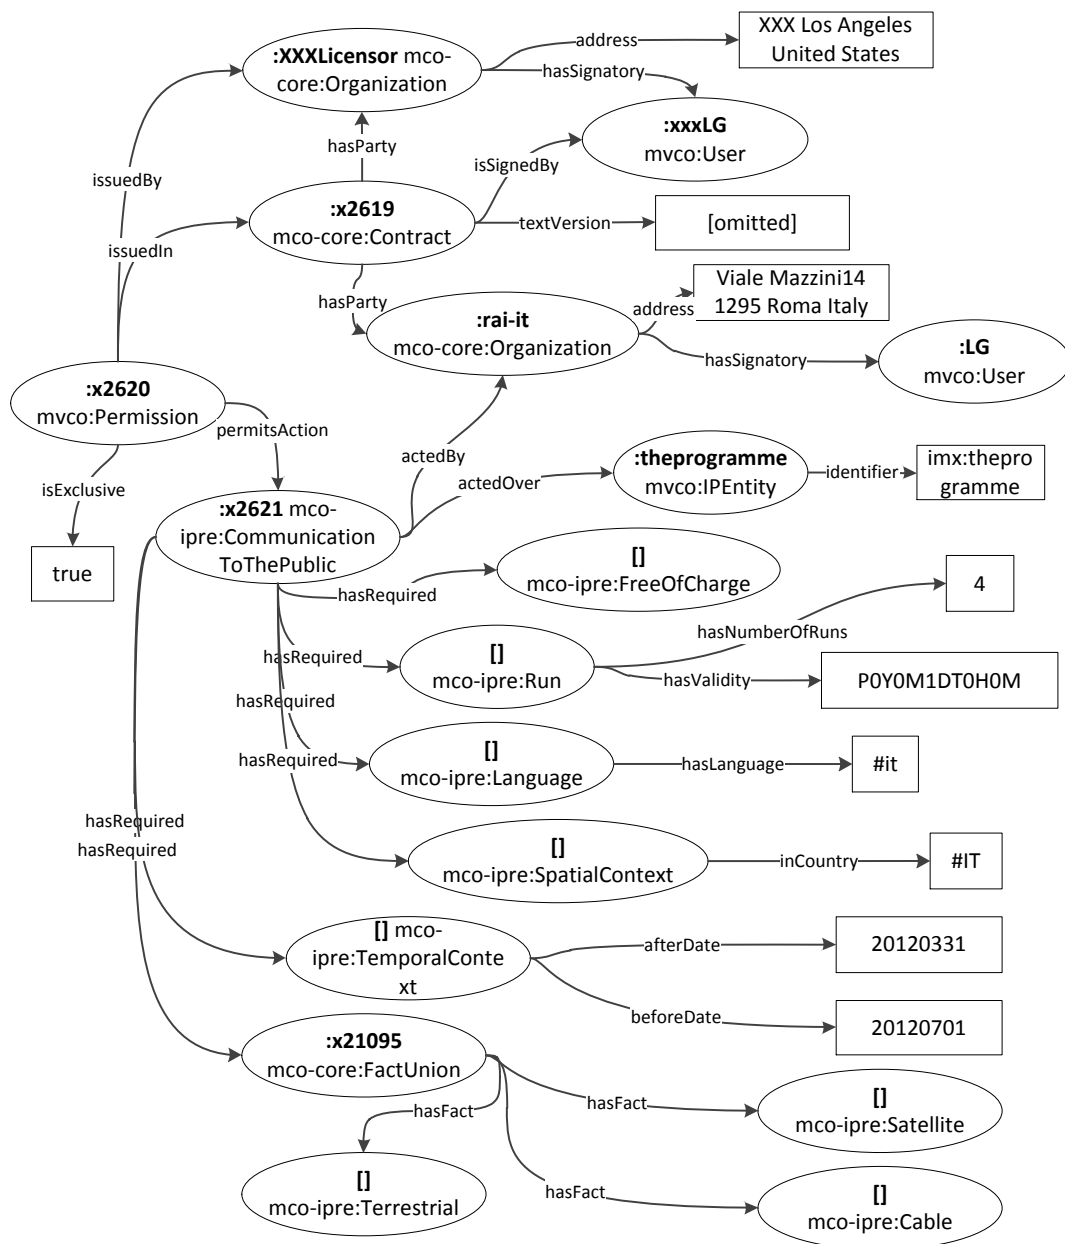 XXX Los Angeles
United States
address
:XXXLicensor mco-
core:Organization
hasSignatory
:xxxLG
mvco:User
hasParty
isSignedBy
issuedBy
:x2619
mco-core:Contract
textVersion
[omitted]
issuedIn
Viale Mazzini14
1295 Roma Italy
hasParty
address
:rai-it
mco-core:Organization
hasSignatory
:LG
mvco:User
:x2620
mvco:Permission
permitsAction
actedBy
:theprogramme
mvco:IPEntity
identifier
imx:thepro
gramme
actedOver
isExclusive
:x2621 mco-
ipre:Communication
ToThePublic
true
[]
mco-ipre:FreeOfCharge
hasRequired
4
hasNumberOfRuns
hasRequired
[]
mco-ipre:Run
hasValidity
P0Y0M1DT0H0M
hasRequired
hasRequired
[]
mco-ipre:Language
hasLanguage
#it
hasRequired
hasRequired
[]
mco-ipre:SpatialContext
inCountry
#IT
[] mco-
ipre:TemporalConte
xt
afterDate
20120331
beforeDate
20120701
:x21095
mco-core:FactUnion
hasFact
hasFact
[]
mco-ipre:Satellite
[]
mco-ipre:Terrestrial
hasFact
[]
mco-ipre:Cable